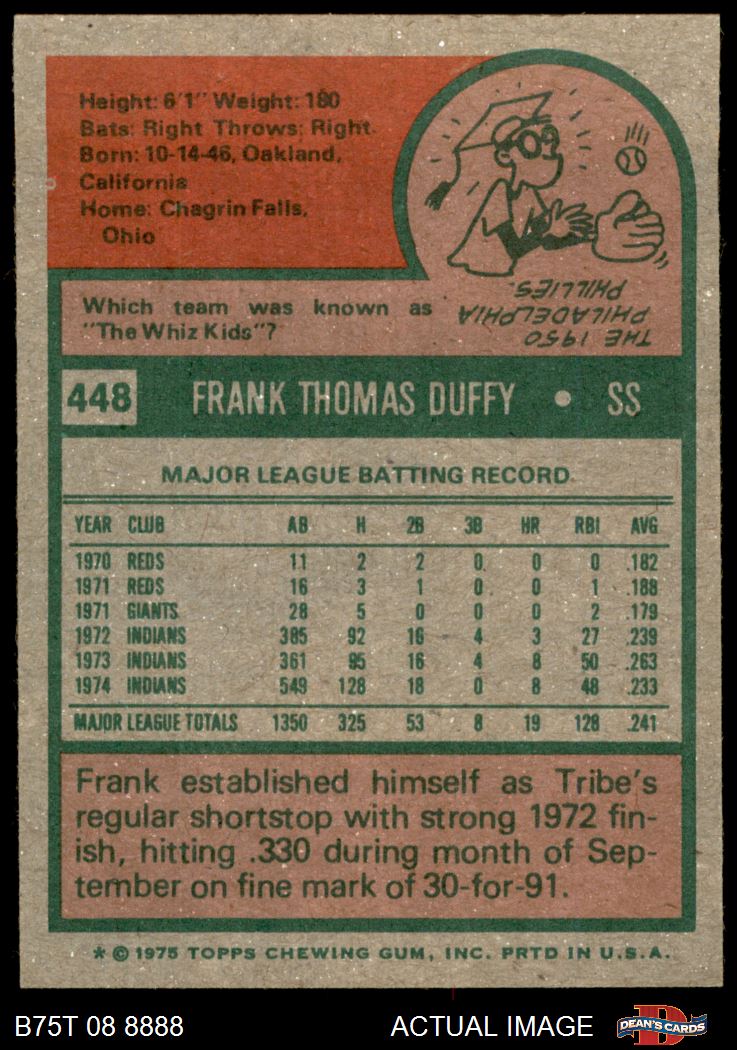 Height: 6'1" Weight: 180
Bats: Right Throws: Right
Born: 10-14-46, Oakland,
California
Home: Chagrin Falls,
Ohio
Which team was known as
"The Whiz Kids"?
THE 1950
PHILADELPHIA
PHILLIES.
448 FRANK THOMAS DUFFY • SS
MAJOR LEAGUE BATTING RECORD
YEAR CLUB AB H 2B 3B HR RBI AVG
1970 REDS 11 2 2 0 0 0 .182
1971 REDS 16 3 1 0 0 1 .188
1971 GIANTS 28 5 0 0 0 2 .179
1972 INDIANS 385 92 16 4 3 27 .239
1973 INDIANS 361 95 16 4 8 50 .263
1974 INDIANS 549 128 18 0 8 48 .233
MAJOR LEAGUE TOTALS 1350 325 53 8 19 128 .241
Frank established himself as Tribe's
regular shortstop with strong 1972 fin-
ish, hitting .330 during month of Sep-
tember on fine mark of 30-for-91.
* © 1975 TOPPS CHEWING GUM, INC. PRTD IN U.S.A.
B75T 08 8888 ACTUAL IMAGE D DEAN'S CARDS